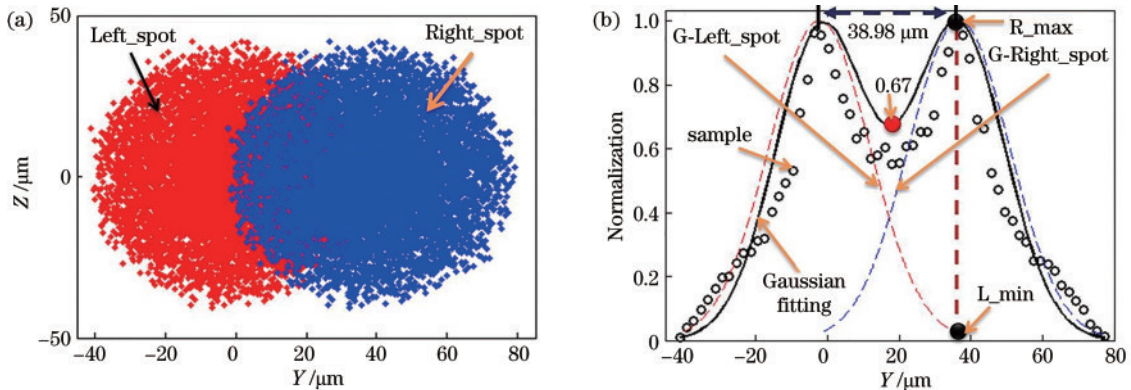 (a)
50
0
−50
Z /μm
Left_spot
Right_spot
−40
−20
0
20
40
60
80
Y /μm
(b)
1.0
0.8
0.6
0.4
0.2
0
Normalization
38.98 μm
G-Left_spot
R_max
G-Right_spot
0.67
sample
Gaussian
fitting
L_min
−40
−20
0
20
40
60
80
Y /μm